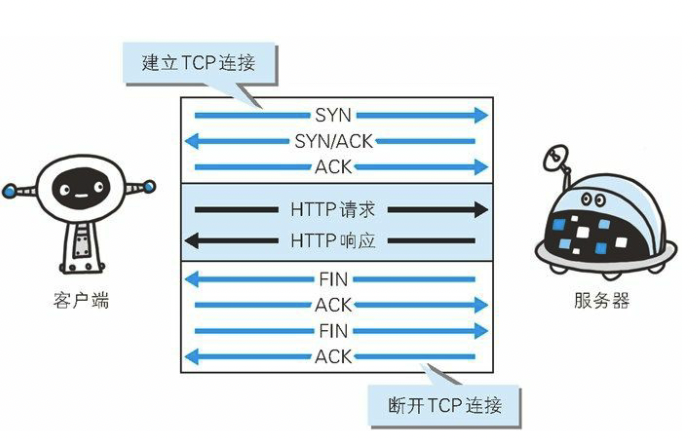 建立TCP连接
SYN
SYN/ACK
ACK
HTTP请求
HTTP响应
FIN
ACK
FIN
ACK
客户端
服务器
断开TCP连接